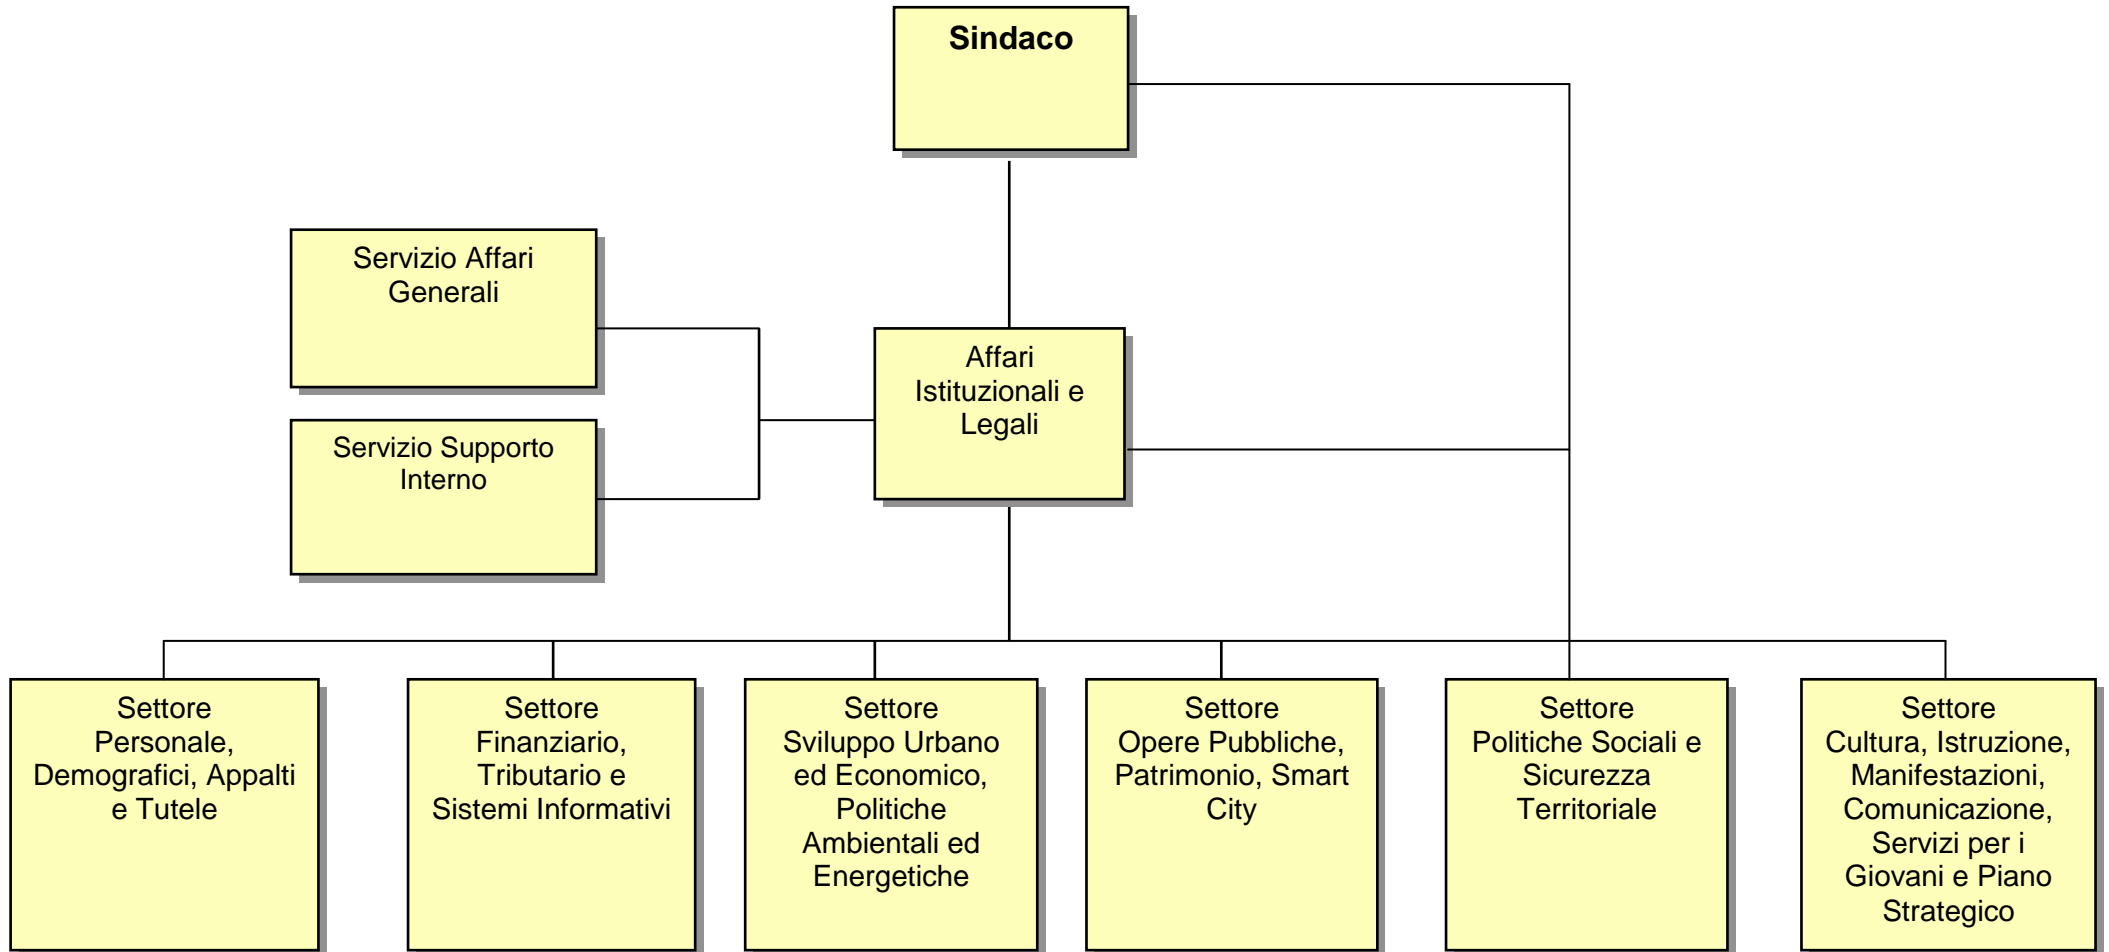 Sindaco
Servizio Affari
Generali
Affari
Istituzionali e
Legali
Servizio Supporto
Interno
Settore
Personale,
Demografici, Appalti
e Tutele
Settore
Finanziario,
Tributario e
Sistemi Informativi
Settore
Sviluppo Urbano
ed Economico,
Politiche
Ambientali ed
Energetiche
Settore
Opere Pubbliche,
Patrimonio, Smart
City
Settore
Politiche Sociali e
Sicurezza
Territoriale
Settore
Cultura, Istruzione,
Manifestazioni,
Comunicazione,
Servizi per i
Giovani e Piano
Strategico